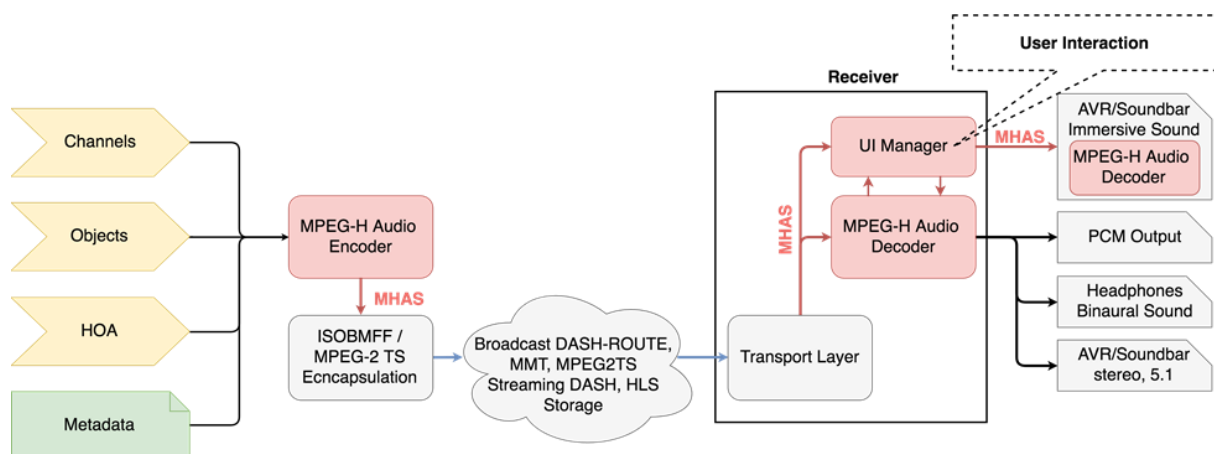 User Interaction
Receiver
Channels
Objects
HOA
Metadata
MPEG-H Audio
Encoder
MHAS
ISOBMFF /
MPEG-2 TS
Ecncapsulation
Broadcast DASH-ROUTE,
MMT, MPEG2TS
Streaming DASH, HLS
Storage
Transport Layer
MHAS
UI Manager
MPEG-H Audio
Decoder
MHAS
AVR/Soundbar
Immersive Sound
MPEG-H Audio
Decoder
PCM Output
Headphones
Binaural Sound
AVR/Soundbar
stereo, 5.1